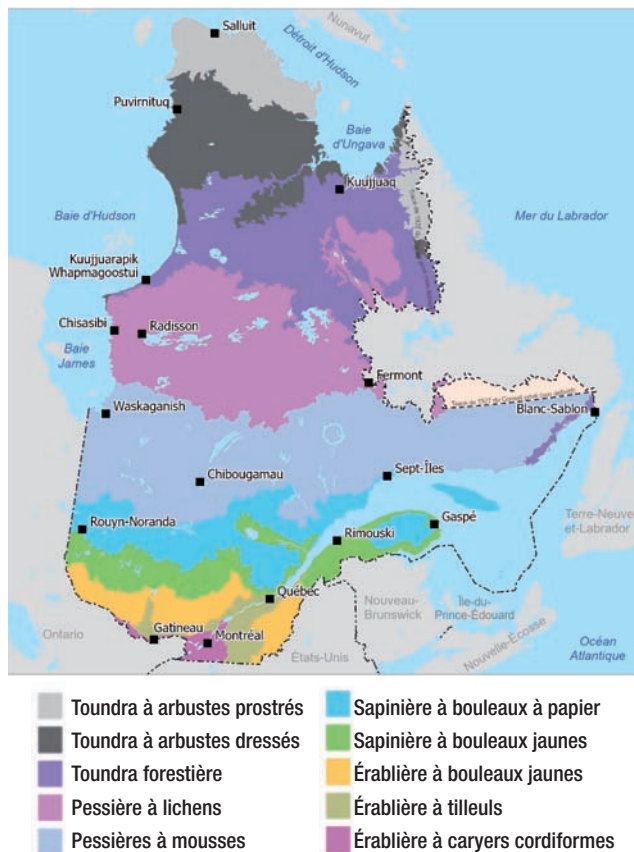 Salluit
Nunavut
Détroit d'Hudson
Puvirnituq
Baie
d'Ungava
Kuujjuaq
Baie d'Hudson
Mer du Labrador
Kuujjuarapik
Whapmagoostui
Chisasibi
Radisson
Baie
James
Fermont
Waskaganish
Blanc-Sablon
Chibougamau
Sept-Îles
Rouyn-Noranda
Rimouski
Gaspé
Terre-Neuve
et-Labrador
Québec
Nouveau-
Brunswick
Île-du-
Prince-Édouard
Gatineau
Montréal
Ontario
États-Unis
Nouvelle-Écosse
Océan
Atlantique
Toundra à arbustes prostrés
Toundra à arbustes dressés
Toundra forestière
Pessière à lichens
Pessières à mousses
Sapinière à bouleaux à papier
Sapinière à bouleaux jaunes
Érablière à bouleaux jaunes
Érablière à tilleuls
Érablière à caryers cordiformes